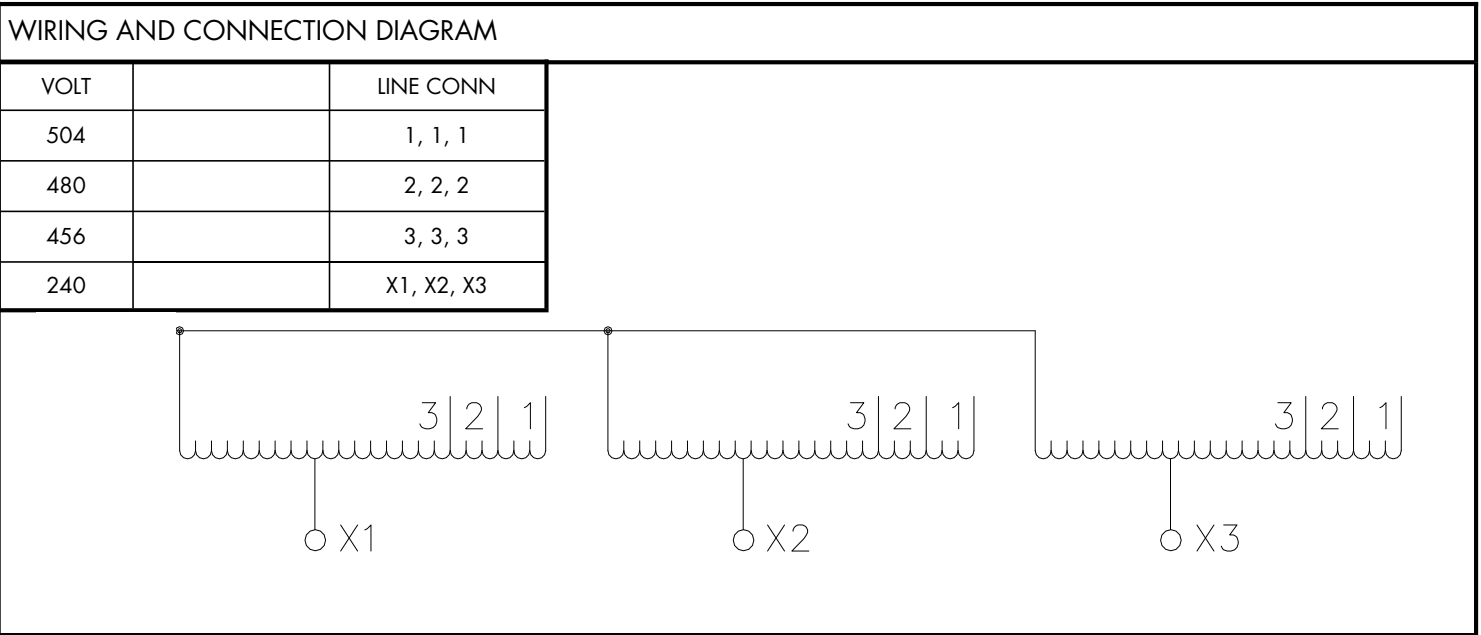 WIRING AND CONNECTION DIAGRAM
VOLT LINE CONN
504 1, 1, 1
480 2, 2, 2
456 3, 3, 3
240 X1, X2, X3
3 2 1 3 2 1 3 2 1
X1 X2 X3